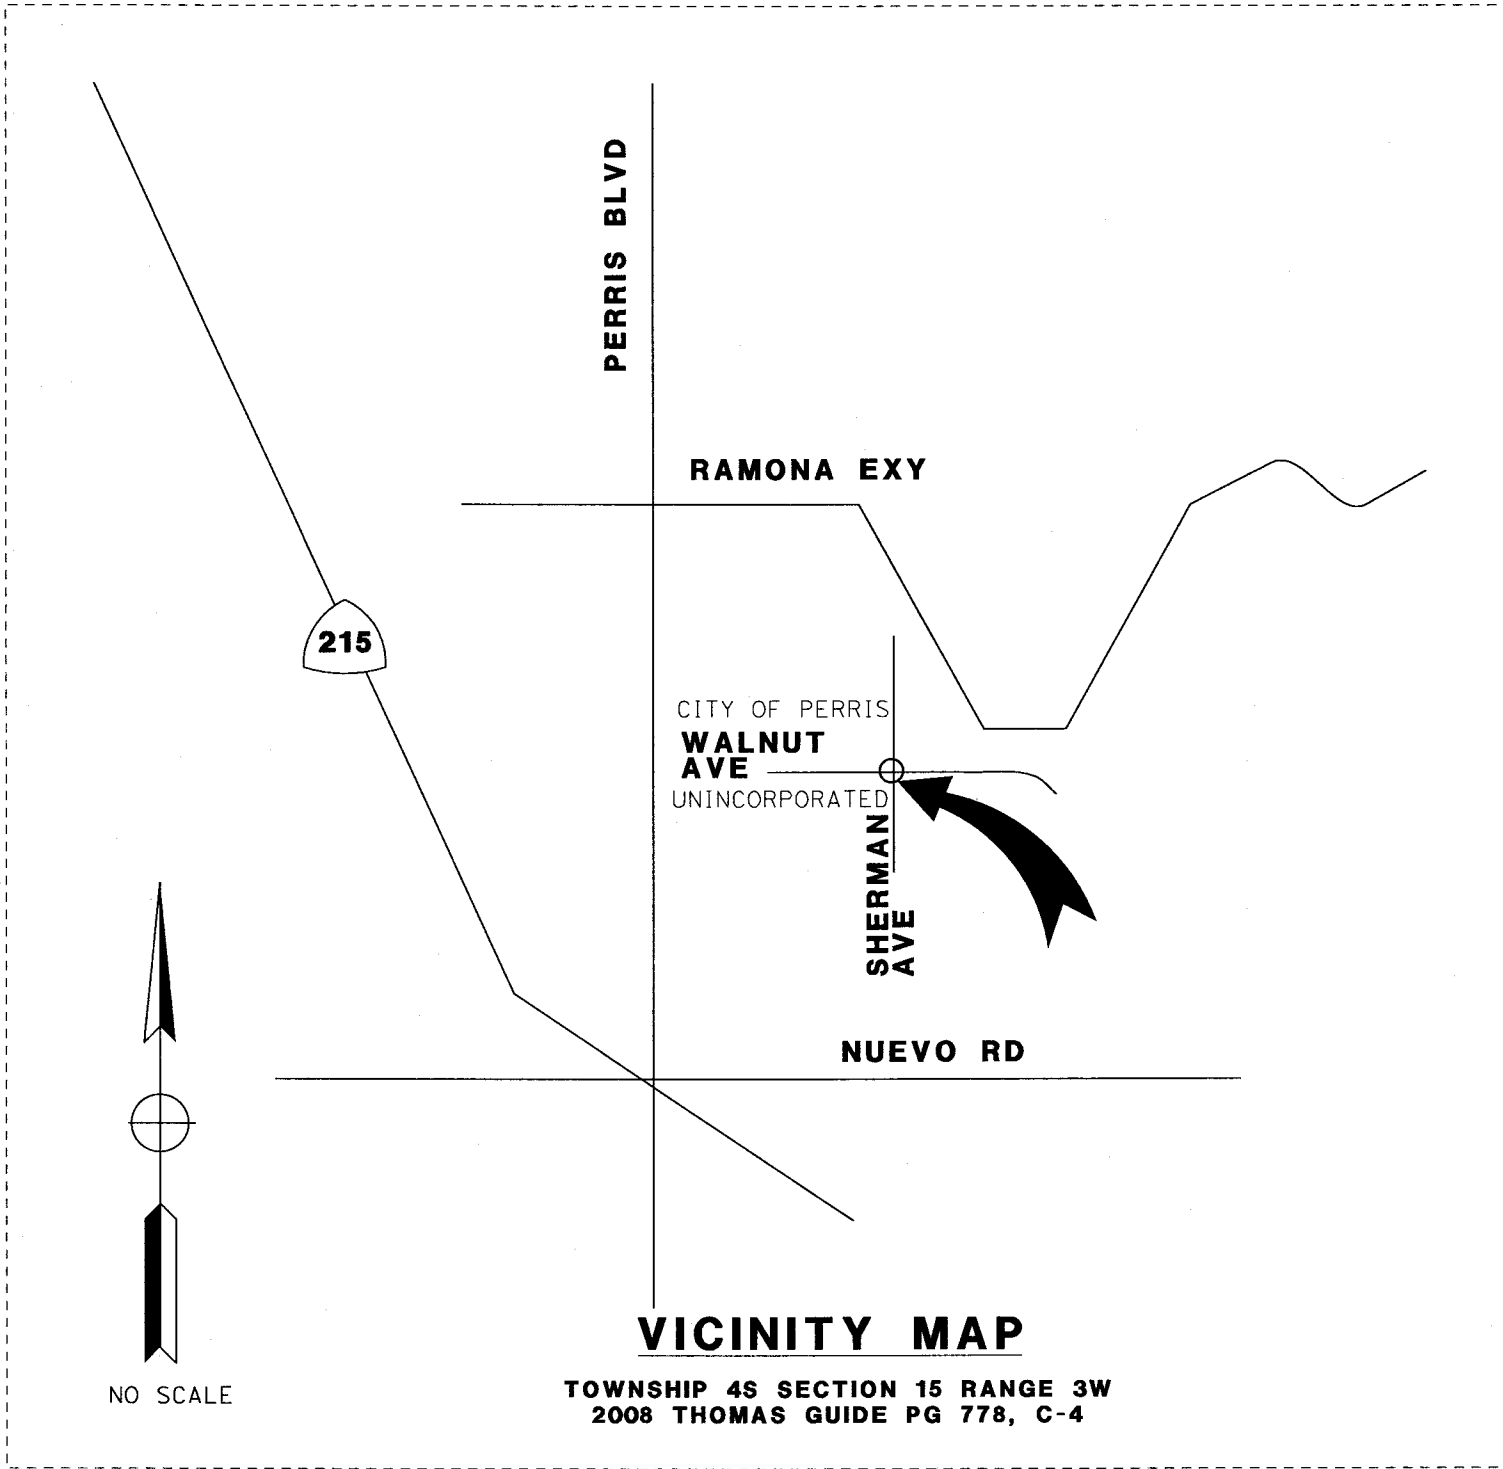 PERRIS BLVD
RAMONA EXY
215
CITY OF PERRIS
WALNUT
AVE
UNINCORPORATED
SHERMAN
AVE
NUEVO RD
VICINITY MAP
TOWNSHIP 4S SECTION 15 RANGE 3W
2008 THOMAS GUIDE PG 778, C-4
NO SCALE